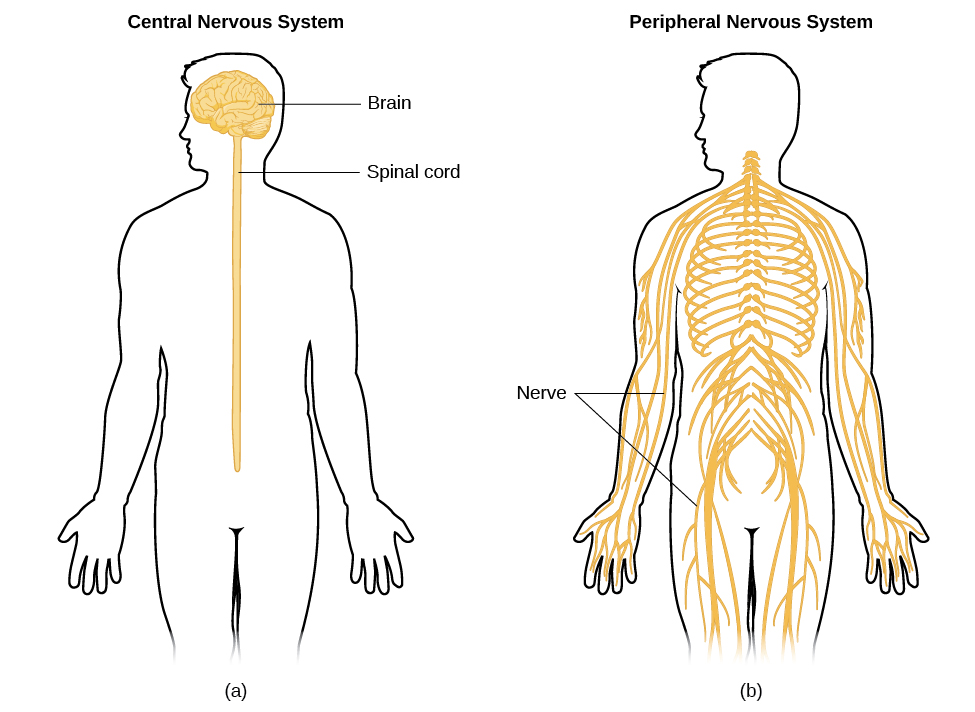 Central Nervous System
Peripheral Nervous System
Brain
Spinal cord
Nerve
(a)
(b)